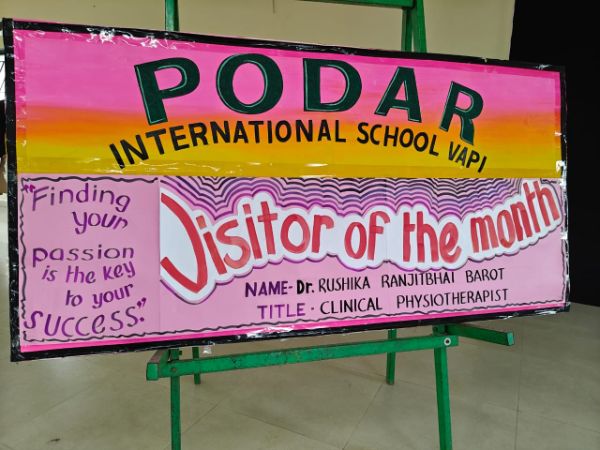 PODAR
INTERNATIONAL SCHOOL VAPI
"Finding
your
passion
is the key
to your
SUCCESS."
Visitor of the month
NAME- Dr. RUSHIKA RANJITBHAI BAROT
TITLE - CLINICAL PHYSIOTHERAPIST